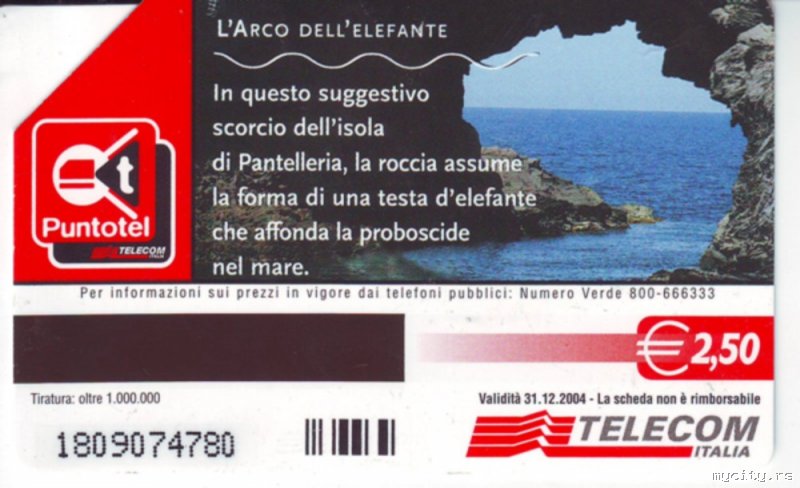 L'ARCO DELL'ELEFANTE
In questo suggestivo
scorcio dell'isola
di Pantelleria, la roccia assume
la forma di una testa d'elefante
che affonda la proboscide
nel mare.
t
Puntotel
TELECOM
ITALIA
Per informazioni sui prezzi in vigore dai telefoni pubblici: Numero Verde 800-666333
€ 2,50
Tiratura: oltre 1.000.000
Validità 31.12.2004 - La scheda non è rimborsabile
1809074780
TELECOM
ITALIA
mycity.rs